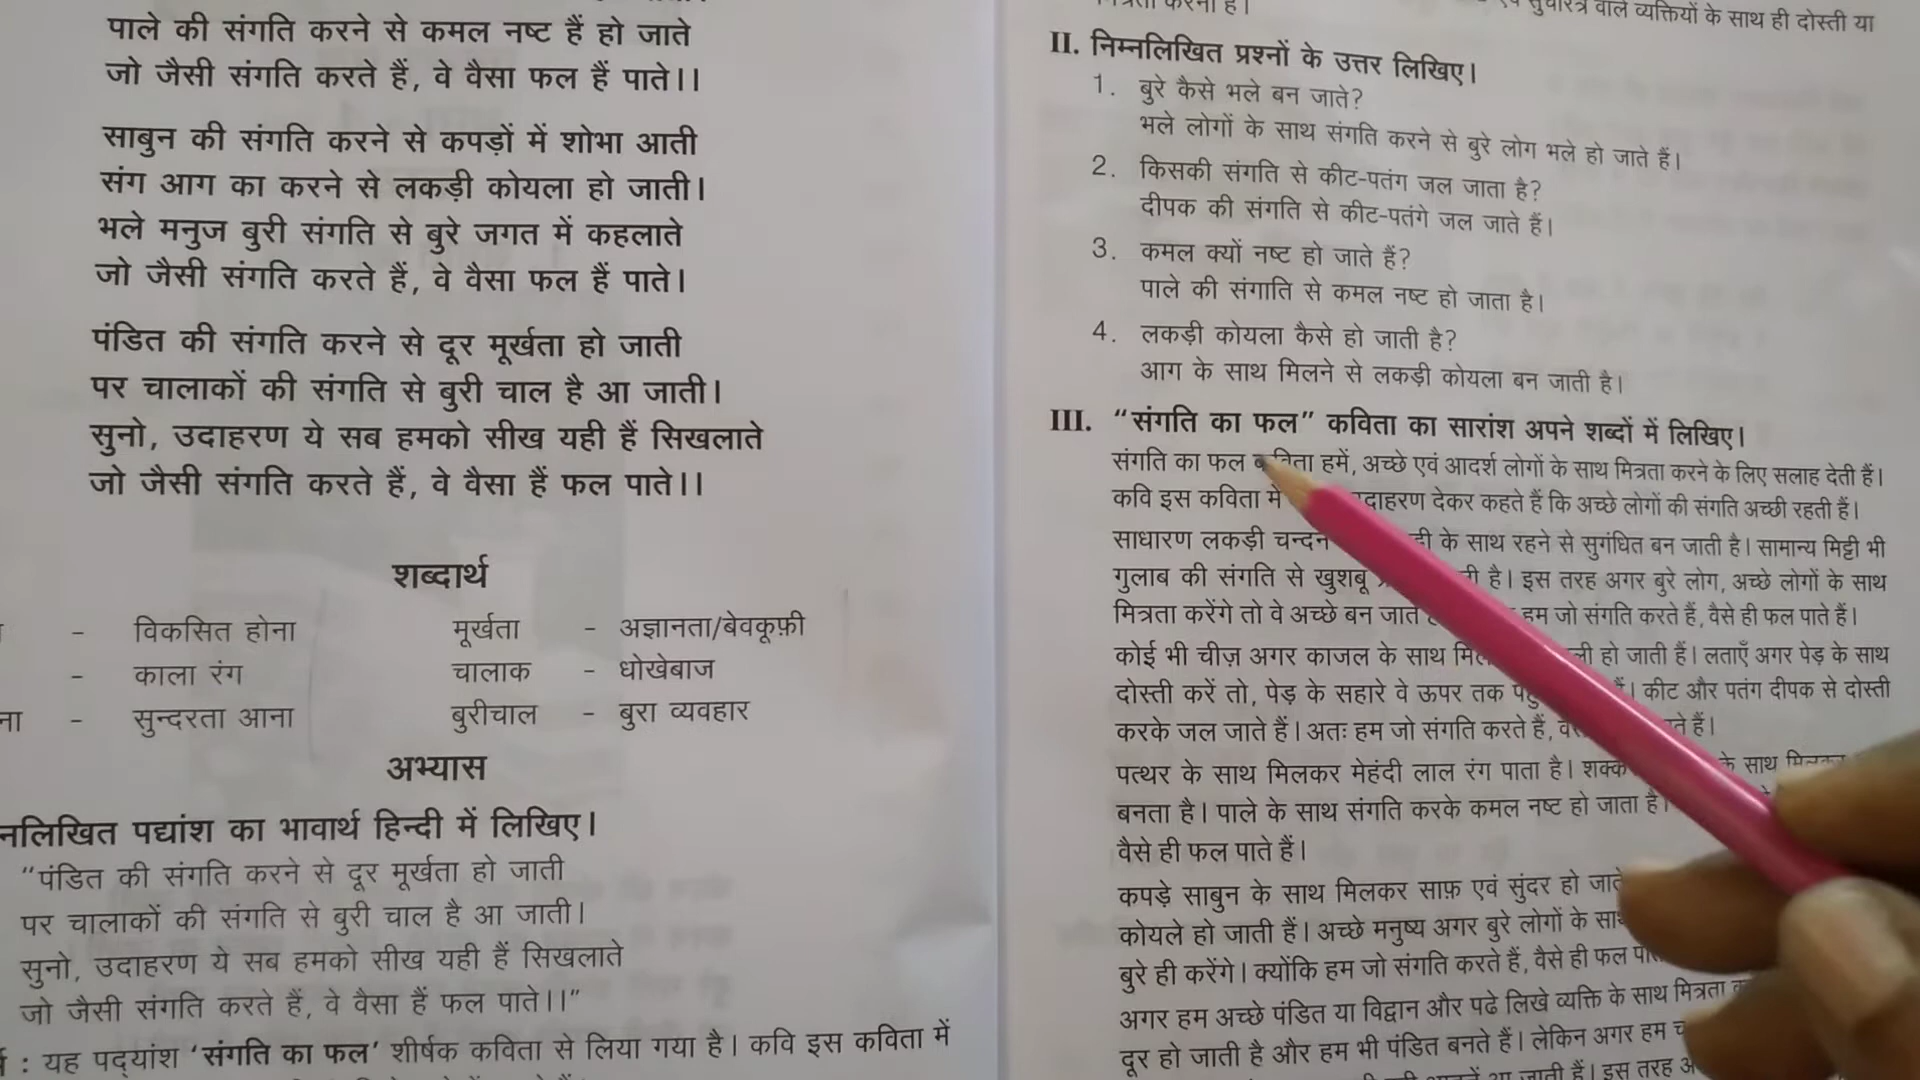 पाले की संगति करने से कमल नष्ट हैं हो जाते
जो जैसी संगति करते हैं, वे वैसा फल हैं पाते।।
साबुन की संगति करने से कपड़ों में शोभा आती
संग आग का करने से लकड़ी कोयला हो जाती।
भले मनुज बुरी संगति से बुरे जगत में कहलाते
जो जैसी संगति करते हैं, वे वैसा फल हैं पाते।
पंडित की संगति करने से दूर मूर्खता हो जाती
पर चालाकों की संगति से बुरी चाल है आ जाती।
सुनो, उदाहरण ये सब हमको सीख यही हैं सिखलाते
जो जैसी संगति करते हैं, वे वैसा हैं फल पाते।।
शब्दार्थ
- विकसित होना मूर्खता - अज्ञानता/बेवकूफ़ी
- काला रंग चालाक - धोखेबाज
- सुन्दरता आना बुरीचाल - बुरा व्यवहार
अभ्यास
पद्यांश का भावार्थ हिन्दी में लिखिए।
“पंडित की संगति करने से दूर मूर्खता हो जाती
पर चालाकों की संगति से बुरी चाल है आ जाती।
सुनो, उदाहरण ये सब हमको सीख यही हैं सिखलाते
जो जैसी संगति करते हैं, वे वैसा हैं फल पाते।।”
: यह पद्यांश ‘संगति का फल’ शीर्षक कविता से लिया गया है। कवि इस कविता में
वाले व्यक्तियों के साथ ही दोस्ती या
करना है।
II. निम्नलिखित प्रश्नों के उत्तर लिखिए।
1. बुरे कैसे भले बन जाते?
भले लोगों के साथ संगति करने से बुरे लोग भले हो जाते हैं।
2. किसकी संगति से कीट-पतंग जल जाता है?
दीपक की संगति से कीट-पतंगे जल जाते हैं।
3. कमल क्यों नष्ट हो जाते हैं?
पाले की संगाति से कमल नष्ट हो जाता है।
4. लकड़ी कोयला कैसे हो जाती है?
आग के साथ मिलने से लकड़ी कोयला बन जाती है।
III. “संगति का फल” कविता का सारांश अपने शब्दों में लिखिए।
संगति का फल कविता हमें, अच्छे एवं आदर्श लोगों के साथ मित्रता करने के लिए सलाह देती हैं।
कवि इस कविता में देकर कहते हैं कि अच्छे लोगों की संगति अच्छी रहती हैं।
साधारण लकड़ी चन्दन के साथ रहने से सुगंधित बन जाती है। सामान्य मिट्टी भी
गुलाब की संगति से खुशबू है। इस तरह अगर बुरे लोग, अच्छे लोगों के साथ
मित्रता करेंगे तो वे अच्छे बन जाते हम जो संगति करते हैं, वैसे ही फल पाते हैं।
कोई भी चीज़ अगर काजल के साथ हो जाती हैं। लताएँ अगर पेड़ के साथ
दोस्ती करें तो, पेड़ के सहारे वे ऊपर तक कीट और पतंग दीपक से दोस्ती
करके जल जाते हैं। अतः हम जो संगति करते हैं, हैं।
पत्थर के साथ मिलकर मेहंदी लाल रंग पाता है। के साथ मिलकर
बनता है। पाले के साथ संगति करके कमल नष्ट हो जाता है।
वैसे ही फल पाते हैं।
कपड़े साबुन के साथ मिलकर साफ़ एवं सुंदर हो जाते
कोयले हो जाती हैं। अच्छे मनुष्य अगर बुरे लोगों के साथ
बुरे ही करेंगे। क्योंकि हम जो संगति करते हैं, वैसे ही फल
अगर हम अच्छे पंडित या विद्वान और पढे लिखे व्यक्ति के साथ मित्रता
दूर हो जाती है और हम भी पंडित बनते हैं। लेकिन अगर हम
जाती हैं। इस तरह